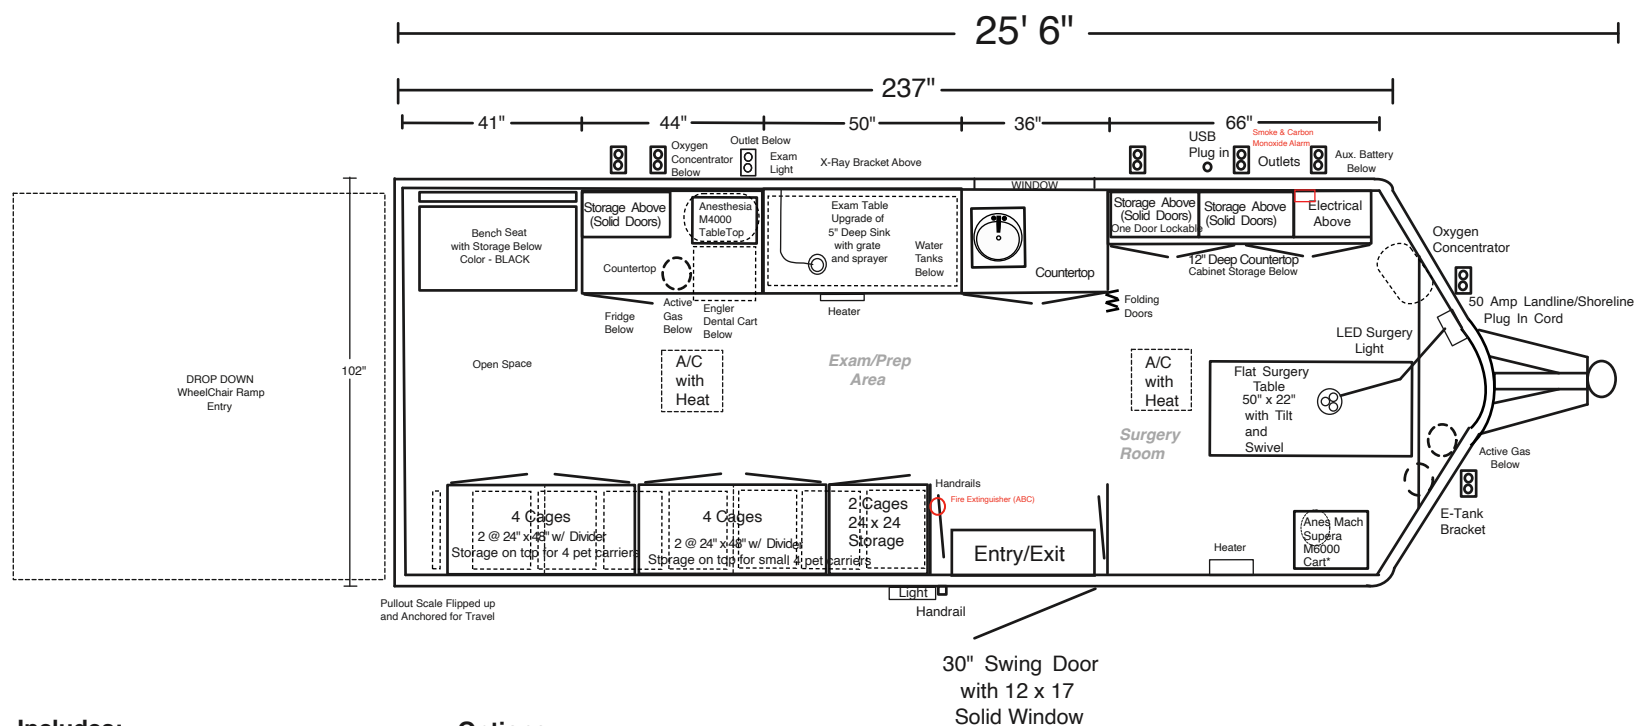 25' 6"
237"
41"
44"
50"
36"
66"
Oxygen
Concentrator
Below
Outlet Below
Exam
Light
X-Ray Bracket Above
USB
Plug in
Smoke & Carbon
Monoxide Alarm
Outlets
Aux. Battery
Below
WINDOW
Bench Seat
with Storage Below
Color - BLACK
Storage Above
(Solid Doors)
Anesthesia
M4000
TableTop
Countertop
Exam Table
Upgrade of
5" Deep Sink
with grate
and sprayer
Water
Tanks
Below
Countertop
Storage Above
(Solid Doors)
One Door Lockable
Storage Above
(Solid Doors)
Electrical
Above
12" Deep Countertop
Cabinet Storage Below
Oxygen
Concentrator
50 Amp Landline/Shoreline
Plug In Cord
Fridge
Below
Active
Gas
Below
Engler
Dental Cart
Below
Heater
Folding
Doors
LED Surgery
Light
DROP DOWN
WheelChair Ramp
Entry
102"
Open Space
A/C
with
Heat
Exam/Prep
Area
A/C
with
Heat
Flat Surgery
Table
50" x 22"
with Tilt
and
Swivel
Surgery
Room
Active Gas
Below
E-Tank
Bracket
4 Cages
2 @ 24" x 48" w/ Divider
Storage on top for 4 pet carriers
4 Cages
2 @ 24" x 48" w/ Divider
Storage on top for small 4 pet carriers
2 Cages
24 x 24
Storage
Handrails
Fire Extinguisher (ABC)
Entry/Exit
Heater
Anes Mach
Supera
M6000
Cart*
Pullout Scale Flipped up
and Anchored for Travel
Light
Handrail
30" Swing Door
with 12 x 17
Solid Window
Includes: